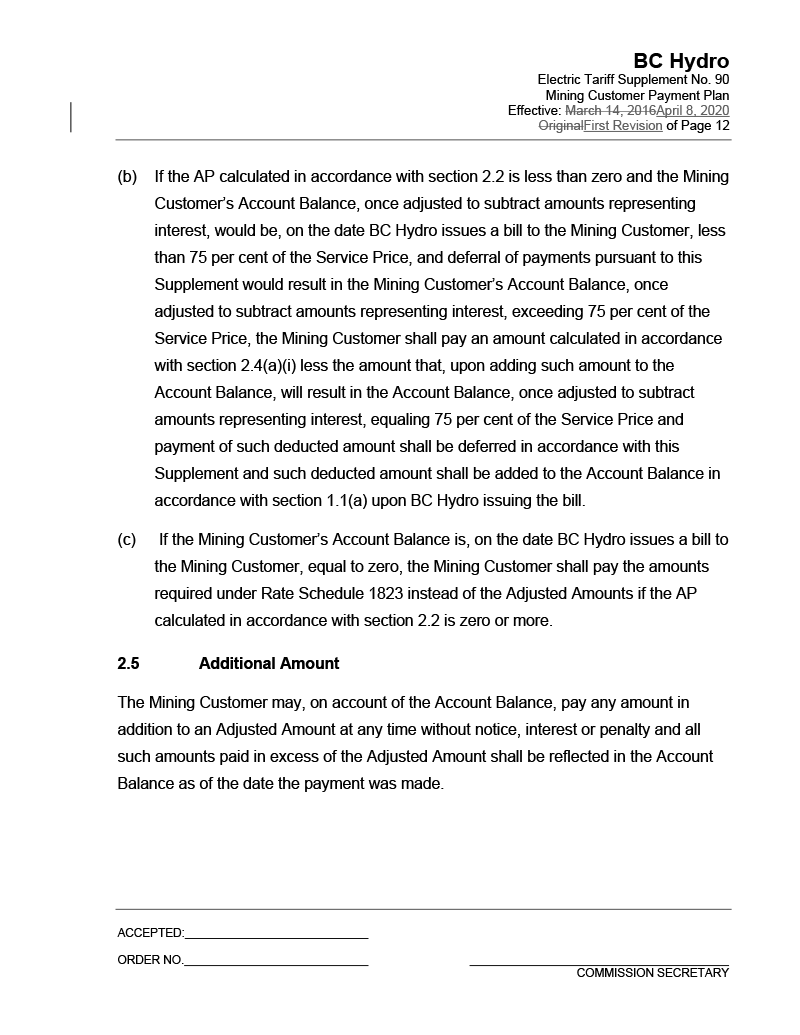 BC Hydro
Electric Tariff Supplement No. 90
Mining Customer Payment Plan
Effective: March 14, 2016April 8, 2020
OriginalFirst Revision of Page 12
(b) If the AP calculated in accordance with section 2.2 is less than zero and the Mining
Customer’s Account Balance, once adjusted to subtract amounts representing
interest, would be, on the date BC Hydro issues a bill to the Mining Customer, less
than 75 per cent of the Service Price, and deferral of payments pursuant to this
Supplement would result in the Mining Customer’s Account Balance, once
adjusted to subtract amounts representing interest, exceeding 75 per cent of the
Service Price, the Mining Customer shall pay an amount calculated in accordance
with section 2.4(a)(i) less the amount that, upon adding such amount to the
Account Balance, will result in the Account Balance, once adjusted to subtract
amounts representing interest, equaling 75 per cent of the Service Price and
payment of such deducted amount shall be deferred in accordance with this
Supplement and such deducted amount shall be added to the Account Balance in
accordance with section 1.1(a) upon BC Hydro issuing the bill.
(c) If the Mining Customer’s Account Balance is, on the date BC Hydro issues a bill to
the Mining Customer, equal to zero, the Mining Customer shall pay the amounts
required under Rate Schedule 1823 instead of the Adjusted Amounts if the AP
calculated in accordance with section 2.2 is zero or more.
2.5 Additional Amount
The Mining Customer may, on account of the Account Balance, pay any amount in
addition to an Adjusted Amount at any time without notice, interest or penalty and all
such amounts paid in excess of the Adjusted Amount shall be reflected in the Account
Balance as of the date the payment was made.
ACCEPTED:
ORDER NO.
COMMISSION SECRETARY